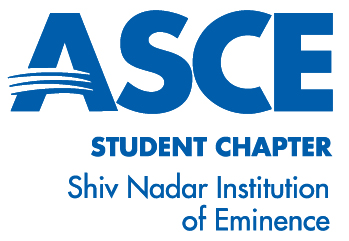 ASCE
STUDENT CHAPTER
Shiv Nadar Institution
of Eminence